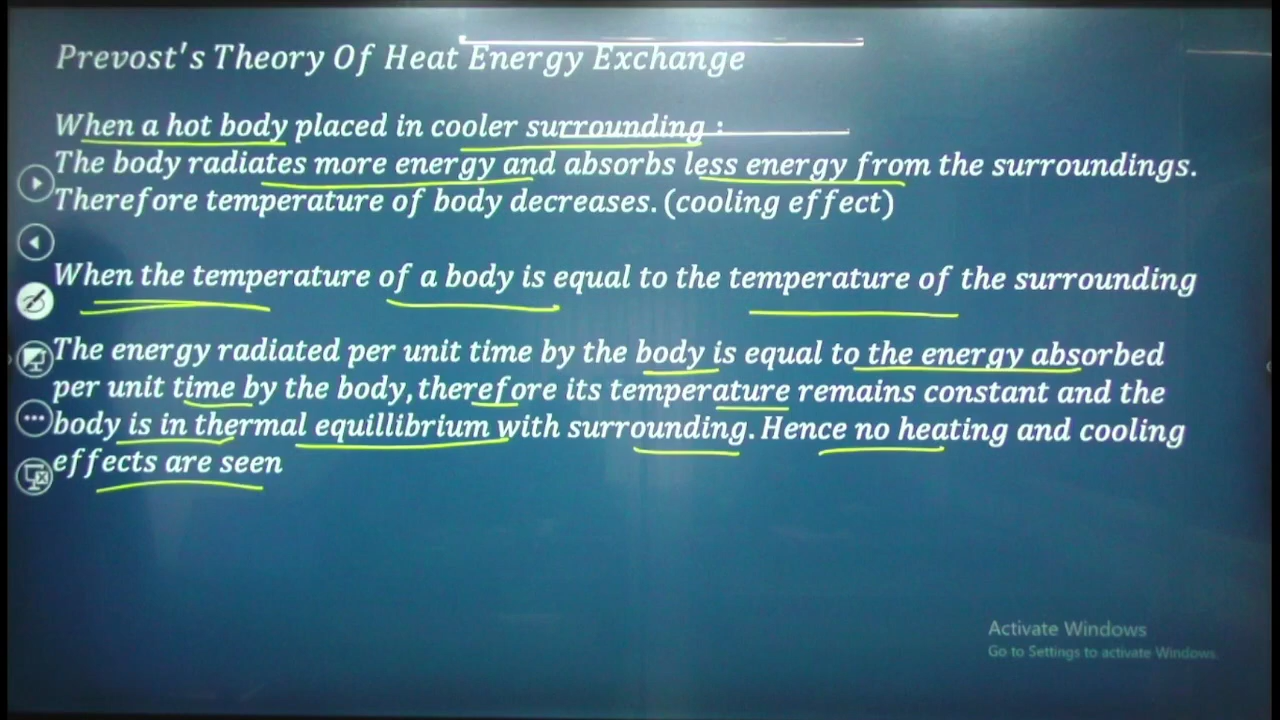 Prevost's Theory Of Heat Energy Exchange
When a hot body placed in cooler surrounding :
The body radiates more energy and absorbs less energy from the surroundings.
Therefore temperature of body decreases. (cooling effect)
When the temperature of a body is equal to the temperature of the surrounding
The energy radiated per unit time by the body is equal to the energy absorbed
per unit time by the body, therefore its temperature remains constant and the
body is in thermal equillibrium with surrounding. Hence no heating and cooling
effects are seen
Activate Windows
Go to Settings to activate Windows.